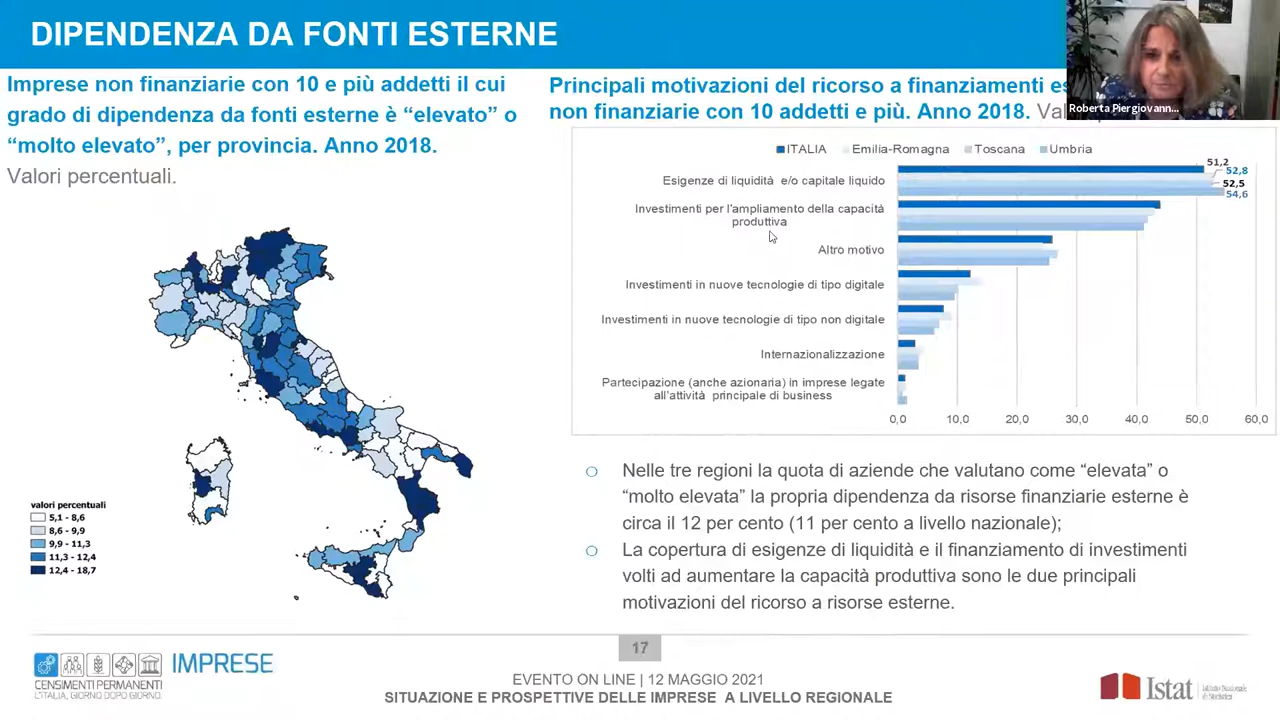 DIPENDENZA DA FONTI ESTERNE
Roberta Piergiovann...
Imprese non finanziarie con 10 e più addetti il cui
grado di dipendenza da fonti esterne è “elevato” o
“molto elevato”, per provincia. Anno 2018.
Valori percentuali.
valori percentuali
5,1 - 8,6
8,6 - 9,9
9,9 - 11,3
11,3 - 12,4
12,4 - 18,7
Principali motivazioni del ricorso a finanziamenti
non finanziarie con 10 addetti e più. Anno 2018.
ITALIA Emilia-Romagna Toscana Umbria
Esigenze di liquidità e/o capitale liquido
51,2
52,8
52,5
54,6
Investimenti per l'ampliamento della capacità
produttiva
Altro motivo
Investimenti in nuove tecnologie di tipo digitale
Investimenti in nuove tecnologie di tipo non digitale
Internazionalizzazione
Partecipazione (anche azionaria) in imprese legate
all'attività principale di business
0,0 10,0 20,0 30,0 40,0 50,0 60,0
Nelle tre regioni la quota di aziende che valutano come “elevata” o
“molto elevata” la propria dipendenza da risorse finanziarie esterne è
circa il 12 per cento (11 per cento a livello nazionale);
La copertura di esigenze di liquidità e il finanziamento di investimenti
volti ad aumentare la capacità produttiva sono le due principali
motivazioni del ricorso a risorse esterne.
17
IMPRESE
CENSIMENTI PERMANENTI
L'ITALIA, GIORNO DOPO GIORNO.
EVENTO ON LINE | 12 MAGGIO 2021
SITUAZIONE E PROSPETTIVE DELLE IMPRESE A LIVELLO REGIONALE
Istat